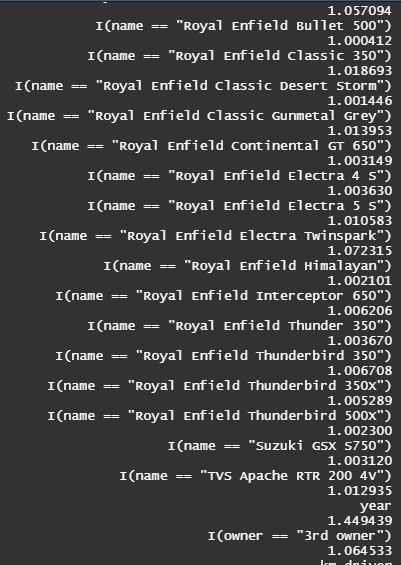 1.057094
I(name == "Royal Enfield Bullet 500")
1.000412
I(name == "Royal Enfield Classic 350")
1.018693
I(name == "Royal Enfield Classic Desert Storm")
1.001446
I(name == "Royal Enfield Classic Gunmetal Grey")
1.013953
I(name == "Royal Enfield Continental GT 650")
1.003149
I(name == "Royal Enfield Electra 4 S")
1.003630
I(name == "Royal Enfield Electra 5 S")
1.010583
I(name == "Royal Enfield Electra Twinspark")
1.072315
I(name == "Royal Enfield Himalayan")
1.002101
I(name == "Royal Enfield Interceptor 650")
1.006206
I(name == "Royal Enfield Thunder 350")
1.003670
I(name == "Royal Enfield Thunderbird 350")
1.006708
I(name == "Royal Enfield Thunderbird 350X")
1.005289
I(name == "Royal Enfield Thunderbird 500X")
1.002300
I(name == "Suzuki GSX S750")
1.003120
I(name == "TVS Apache RTR 200 4V")
1.012935
year
1.449439
I(owner == "3rd owner")
1.064533
km_driven